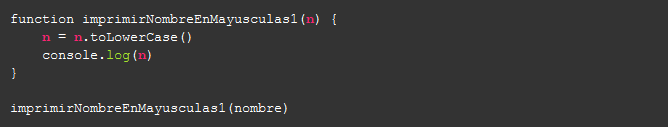 function imprimirNombreEnMayusculas1(n) {
    n = n.toLowerCase()
    console.log(n)
}

imprimirNombreEnMayusculas1(nombre)